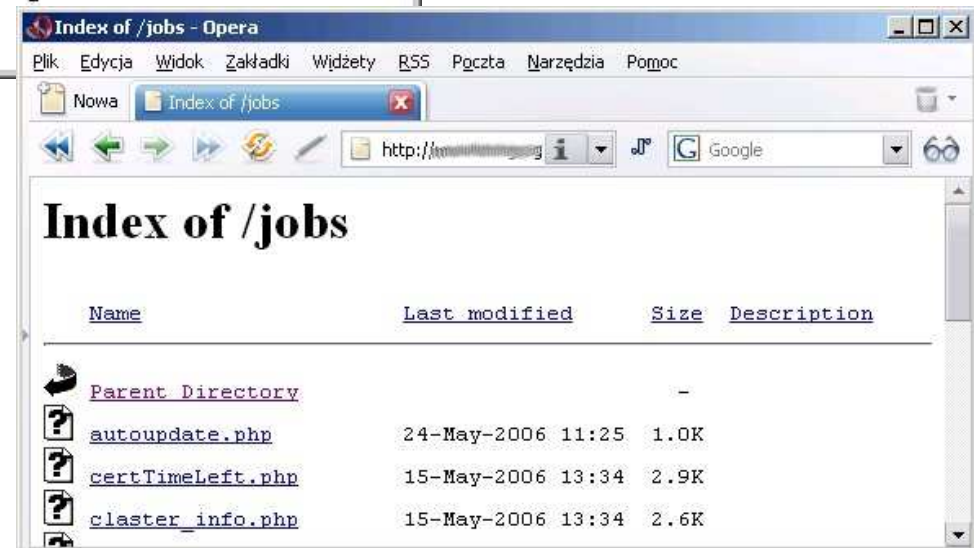 Index of /jobs - Opera
Plik Edycja Widok Zakładki Widżety RSS Poczta Narzędzia Pomoc
Nowa Index of /jobs
http:// G Google
Index of /jobs
Name Last modified Size Description
Parent Directory -
autoupdate.php 24-May-2006 11:25 1.0K
certTimeLeft.php 15-May-2006 13:34 2.9K
claster_info.php 15-May-2006 13:34 2.6K